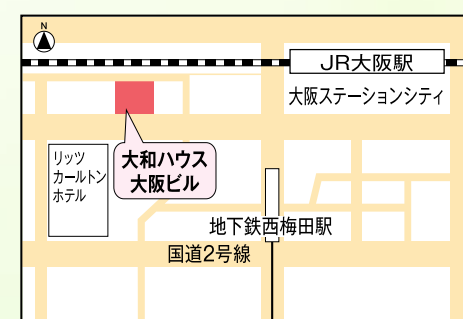 N
JR大阪駅
大阪ステーションシティ
大和ハウス
大阪ビル
リッツ
カールトン
ホテル
地下鉄西梅田駅
国道2号線